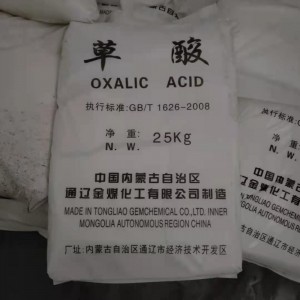 草 酸
OXALIC ACID
执行标准:GB/T 1626-2008
净 重:
N. W. 25Kg
中国内蒙古自治区
通辽金煤化工有限公司制造
MADE IN TONGLIAO GEMCHEMICAL CO.,LTD. INNER
MONGOLIA AUTONOMOUS REGION CHINA
厂址:内蒙古自治区通辽市经济技术开发区